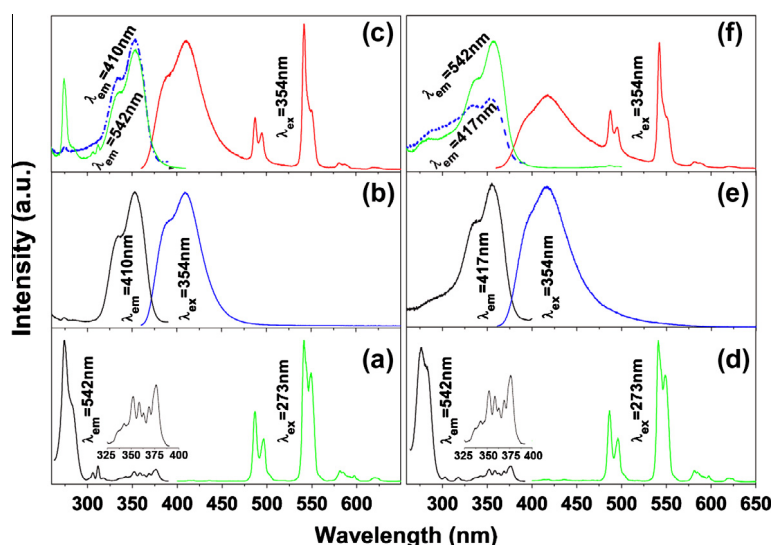 (c)
λem=410nm
λem=542nm
λex=354nm
(f)
λem=542nm
λem=417nm
λex=354nm
(b)
λem=410nm
λex=354nm
(e)
λem=417nm
λex=354nm
(a)
λem=542nm
λex=273nm
325 350 375 400
(d)
λem=542nm
λex=273nm
325 350 375 400
300 350 400 450 500 550 600
300 350 400 450 500 550 600 650
Intensity (a.u.)
Wavelength (nm)